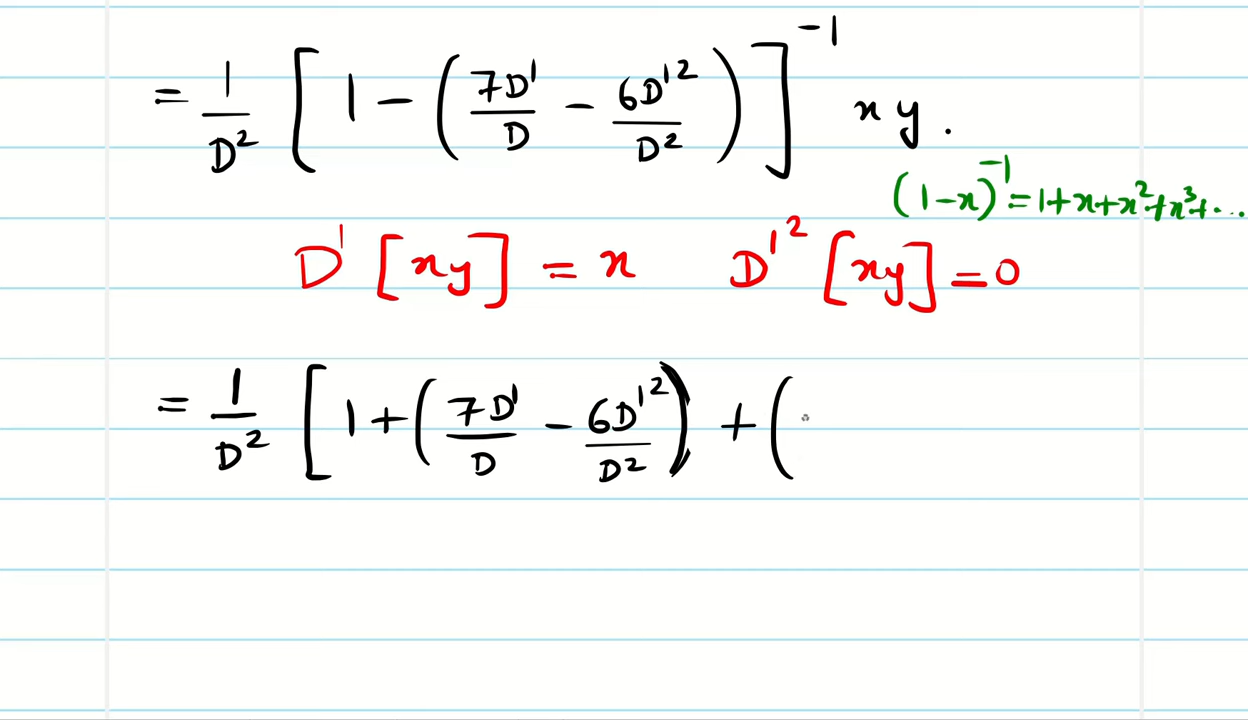 = 1/D² [1 − (7D'/D − 6D'²/D²)]⁻¹ xy.
(1−x)⁻¹ = 1+x+x²+x³+...
D' [xy] = x   D'² [xy] = 0
= 1/D² [1 + (7D'/D − 6D'²/D²) + (